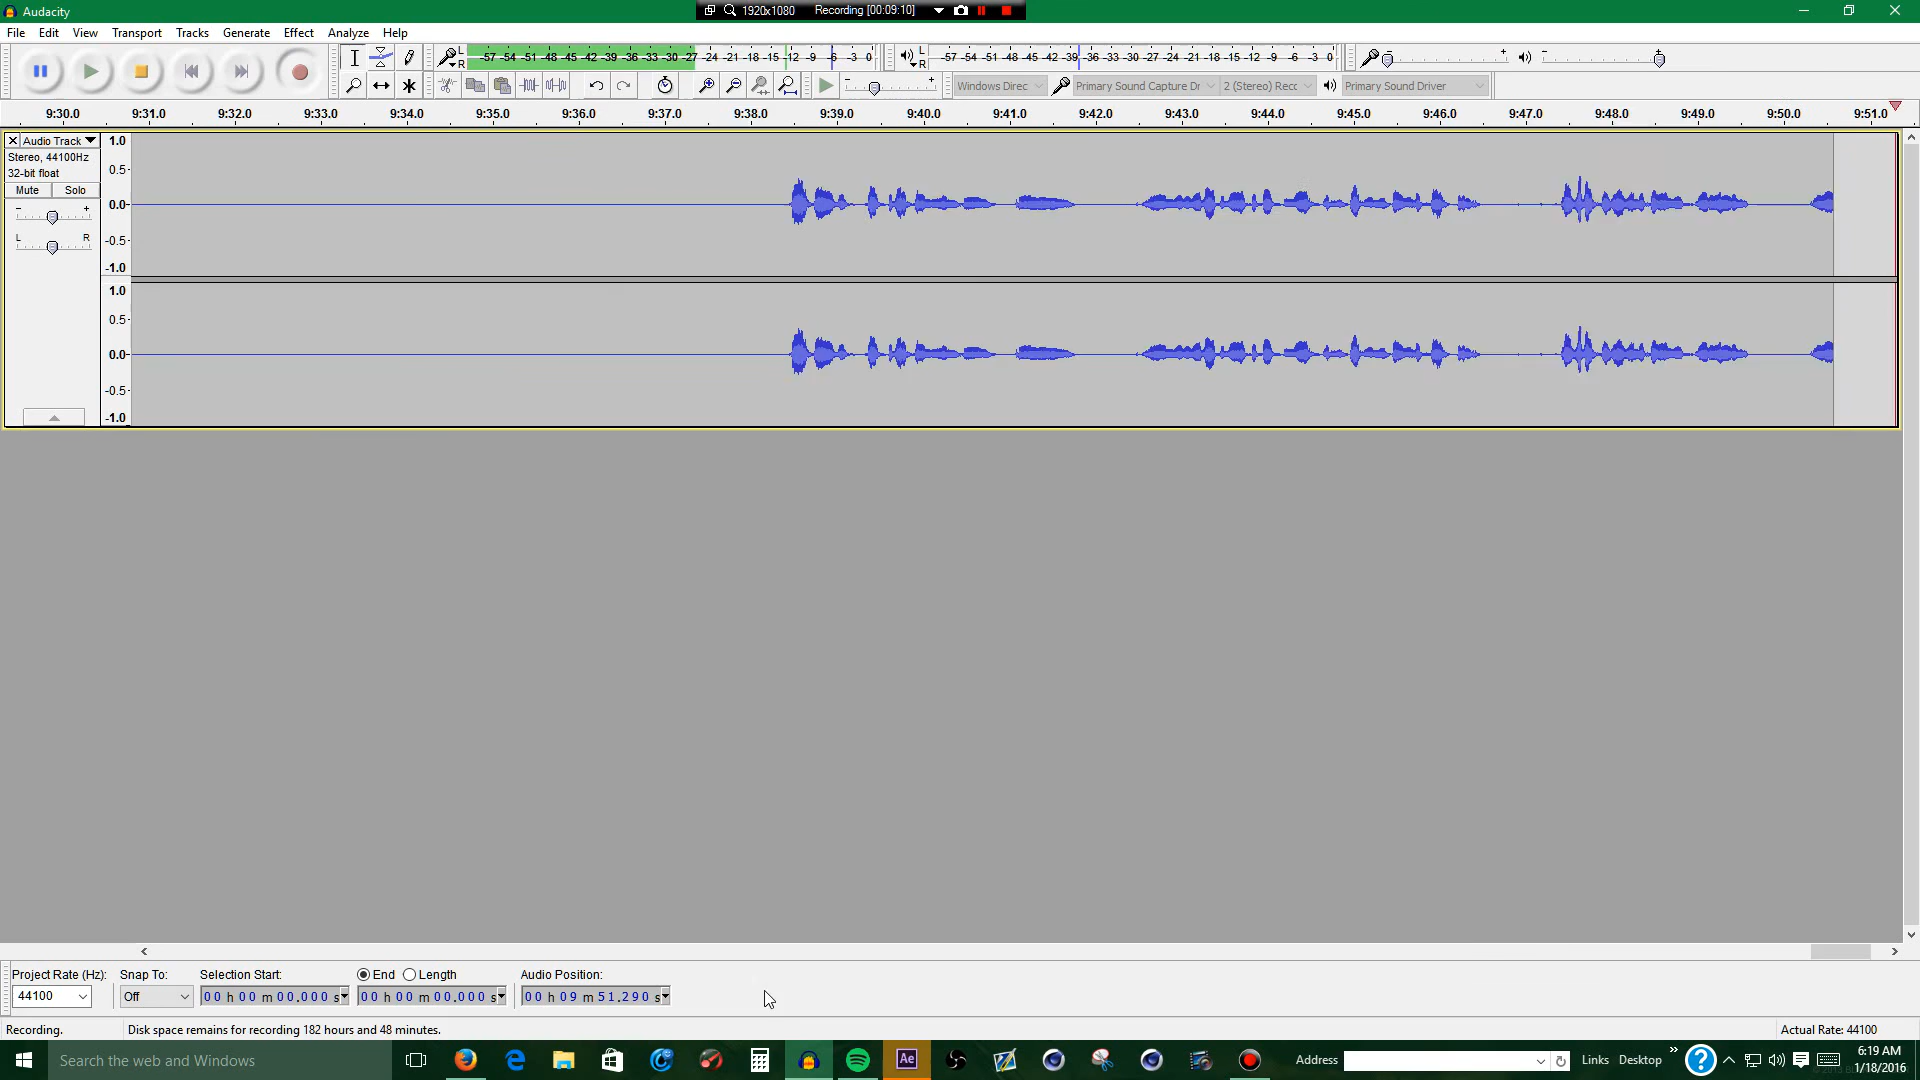 Audacity
1920x1080 Recording [00:09:10]
File Edit View Transport Tracks Generate Effect Analyze Help
L R -57 -54 -51 -48 -45 -42 -39 -36 -33 -30 -27 -24 -21 -18 -15 -12 -9 -6 -3 0
L R -57 -54 -51 -48 -45 -42 -39 -36 -33 -30 -27 -24 -21 -18 -15 -12 -9 -6 -3 0
Windows Direc Primary Sound Capture Dr 2 (Stereo) Recc Primary Sound Driver
9:30.0 9:31.0 9:32.0 9:33.0 9:34.0 9:35.0 9:36.0 9:37.0 9:38.0 9:39.0 9:40.0 9:41.0 9:42.0 9:43.0 9:44.0 9:45.0 9:46.0 9:47.0 9:48.0 9:49.0 9:50.0 9:51.0
Audio Track
Stereo, 44100Hz
32-bit float
Mute Solo
- +
L R
1.0
0.5
0.0
-0.5
-1.0
1.0
0.5
0.0
-0.5
-1.0
Project Rate (Hz): Snap To: Selection Start: End Length Audio Position:
44100 Off 00 h 00 m 00.000 s 00 h 00 m 00.000 s 00 h 09 m 51.290 s
Recording. Disk space remains for recording 182 hours and 48 minutes. Actual Rate: 44100
Search the web and Windows Ae Address Links Desktop 6:19 AM
1/18/2016